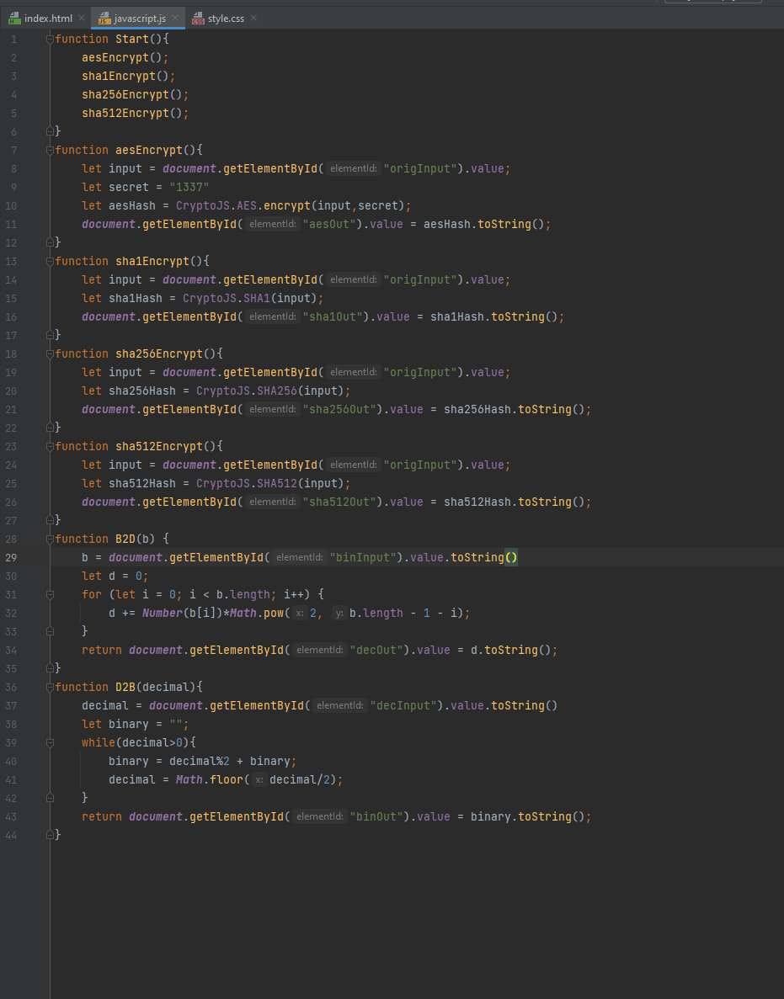 index.html javascript.js style.css
1 function Start(){
2 aesEncrypt();
3 sha1Encrypt();
4 sha256Encrypt();
5 sha512Encrypt();
6 }
7 function aesEncrypt(){
8 let input = document.getElementById( elementId: "origInput").value;
9 let secret = "1337"
10 let aesHash = CryptoJS.AES.encrypt(input,secret);
11 document.getElementById( elementId: "aesOut").value = aesHash.toString();
12 }
13 function sha1Encrypt(){
14 let input = document.getElementById( elementId: "origInput").value;
15 let sha1Hash = CryptoJS.SHA1(input);
16 document.getElementById( elementId: "sha1Out").value = sha1Hash.toString();
17 }
18 function sha256Encrypt(){
19 let input = document.getElementById( elementId: "origInput").value;
20 let sha256Hash = CryptoJS.SHA256(input);
21 document.getElementById( elementId: "sha256Out").value = sha256Hash.toString();
22 }
23 function sha512Encrypt(){
24 let input = document.getElementById( elementId: "origInput").value;
25 let sha512Hash = CryptoJS.SHA512(input);
26 document.getElementById( elementId: "sha512Out").value = sha512Hash.toString();
27 }
28 function B2D(b) {
29 b = document.getElementById( elementId: "binInput").value.toString()
30 let d = 0;
31 for (let i = 0; i < b.length; i++) {
32 d += Number(b[i])*Math.pow( x: 2, y: b.length - 1 - i);
33 }
34 return document.getElementById( elementId: "decOut").value = d.toString();
35 }
36 function D2B(decimal){
37 decimal = document.getElementById( elementId: "decInput").value.toString()
38 let binary = "";
39 while(decimal>0){
40 binary = decimal%2 + binary;
41 decimal = Math.floor( x: decimal/2);
42 }
43 return document.getElementById( elementId: "binOut").value = binary.toString();
44 }